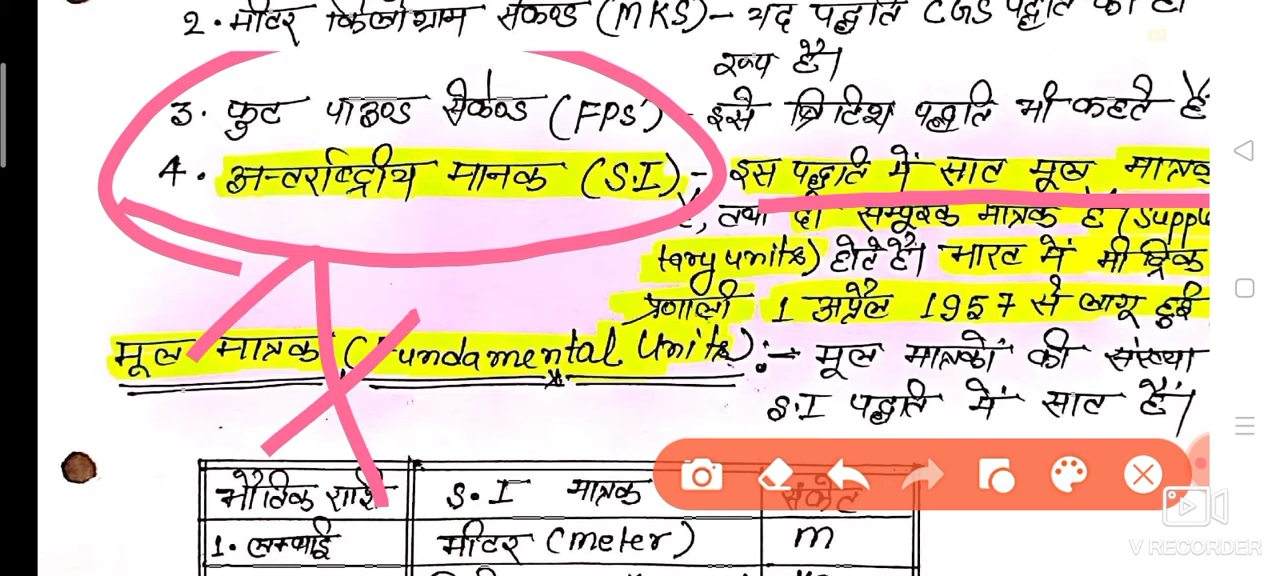 2. मीटर किलोग्राम सेकण्ड (MKS) - यह पद्धति CGS पद्धति का ही
रूप है।
3. फुट पाउण्ड सेकेण्ड (FPS) - इसे ब्रिटिश पद्धति भी कहते हैं
4. अन्तर्राष्ट्रीय मानक (S.I) - इस पद्धति में सात मूल मात्रक
हैं, तथा दो सम्पूरक मात्रक है (Supple
tary units) होते है। भारत में मीट्रिक
प्रणाली 1 अप्रैल 1957 से लागू हुई
मूल मात्रक (Fundamental Units) :- मूल मात्रकों की संख्या
S.I पद्धति में सात हैं।
भौतिक राशि S.I मात्रक संकेत
1. लम्बाई मीटर (meter) m
V RECORDER